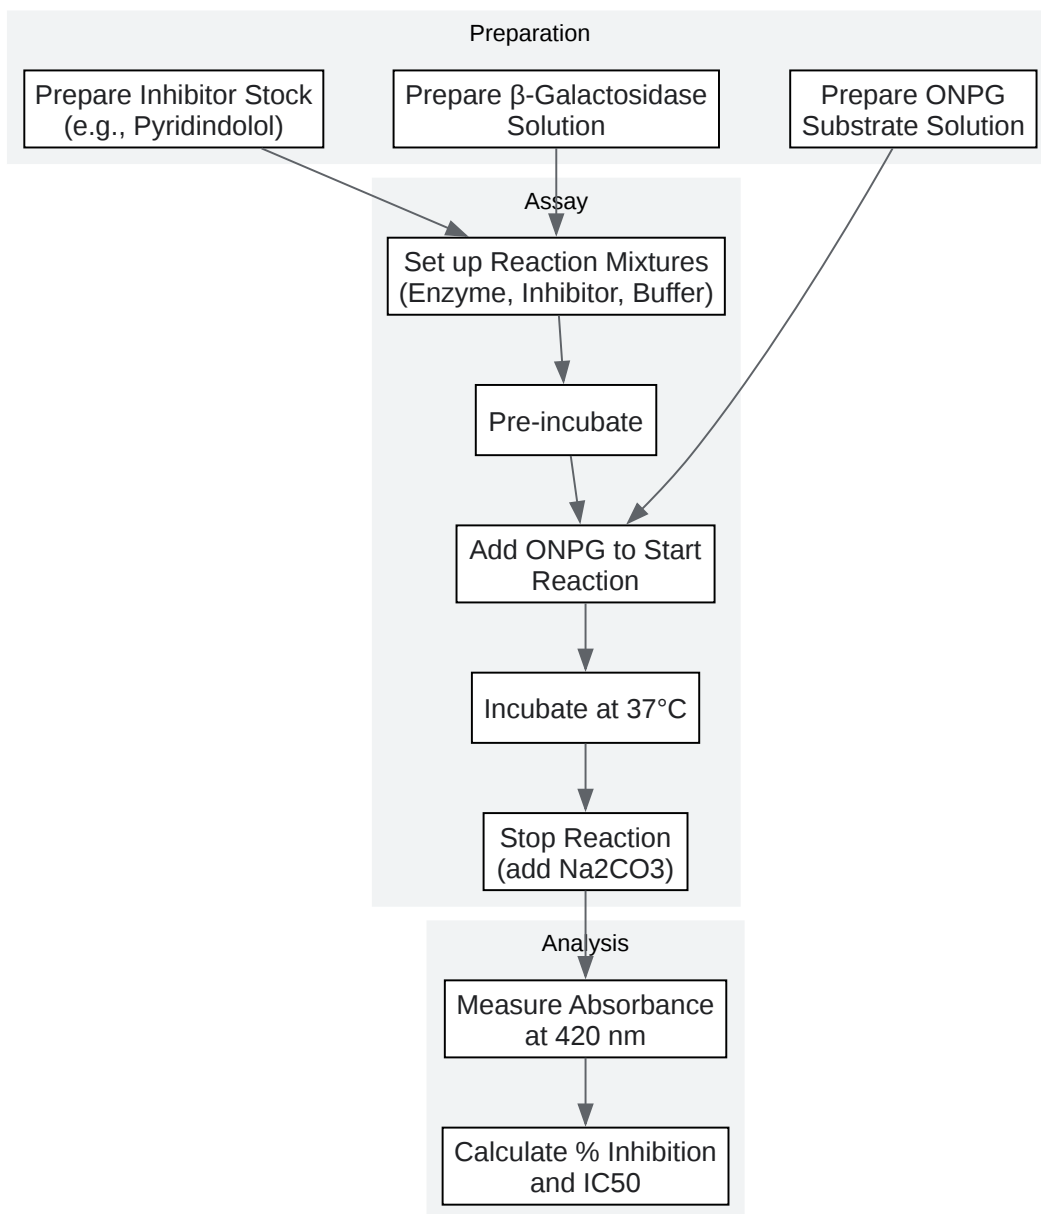 Preparation
Prepare Inhibitor Stock
(e.g., Pyridindolol)
Prepare β-Galactosidase
Solution
Prepare ONPG
Substrate Solution
Assay
Set up Reaction Mixtures
(Enzyme, Inhibitor, Buffer)
Pre-incubate
Add ONPG to Start
Reaction
Incubate at 37°C
Stop Reaction
(add Na2CO3)
Analysis
Measure Absorbance
at 420 nm
Calculate % Inhibition
and IC50